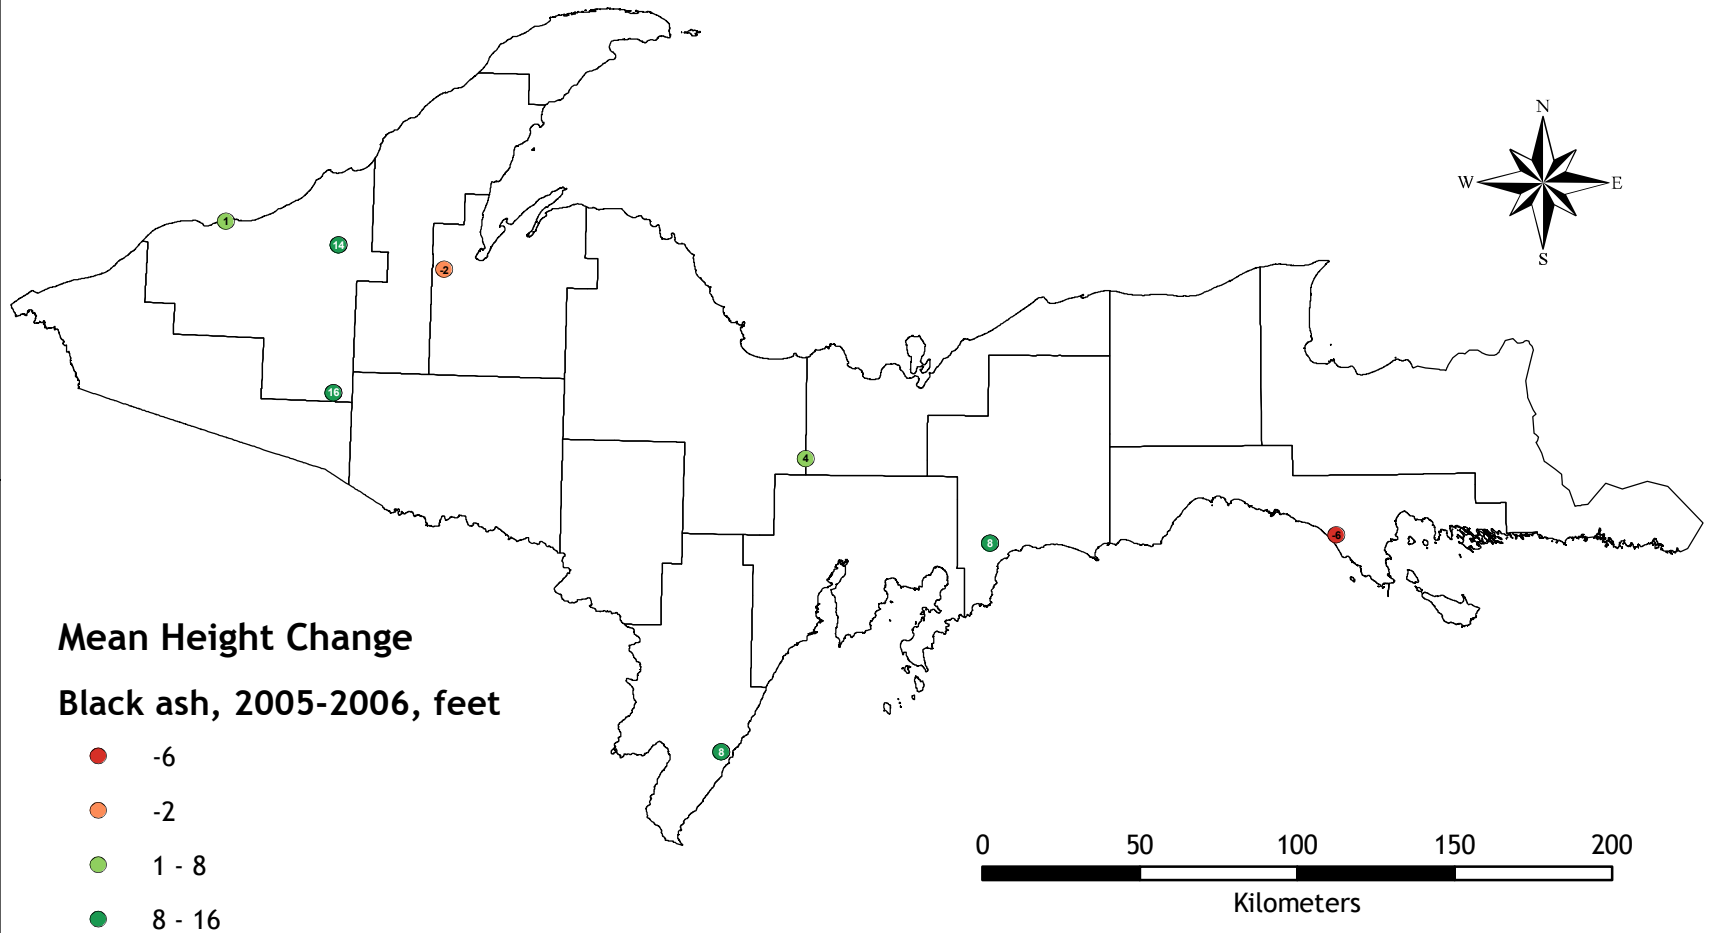 N
W E
S
1
14
-2
16
4
8
-6
8
Mean Height Change
Black ash, 2005-2006, feet
-6
-2
1 - 8
8 - 16
0 50 100 150 200
Kilometers